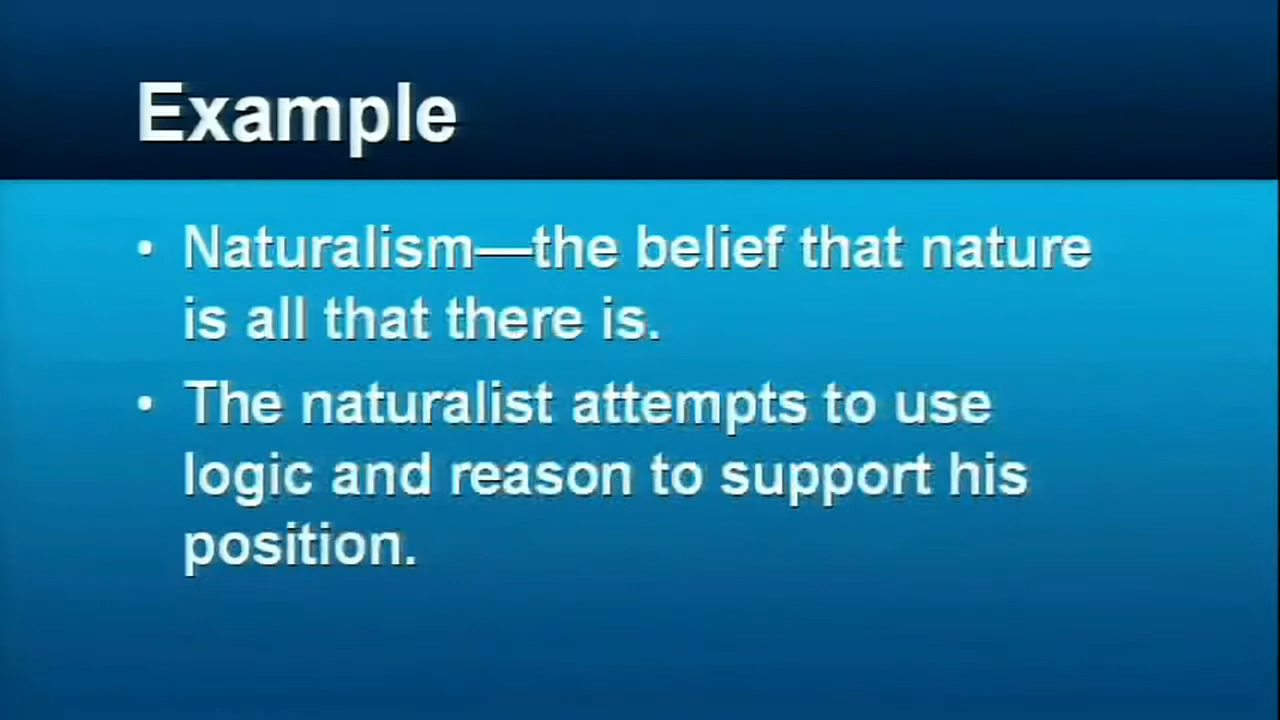 Example
• Naturalism—the belief that nature
is all that there is.
• The naturalist attempts to use
logic and reason to support his
position.